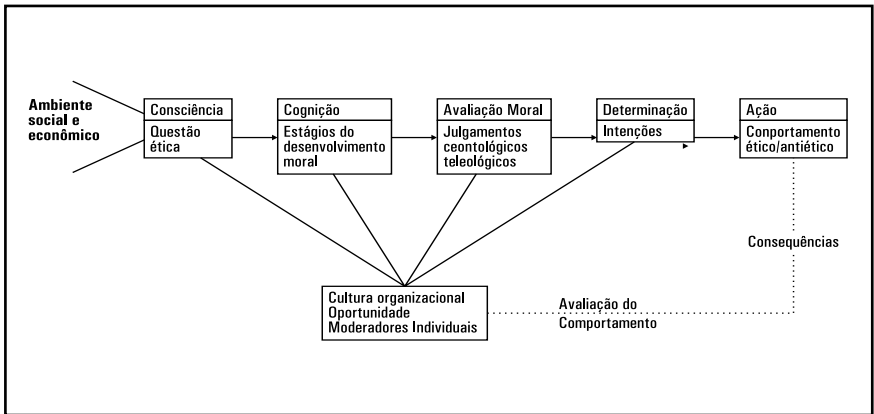 Ambiente
social e
econômico
Consciência
Questão
ética
Cognição
Estágios do
desenvolvimento
moral
Avaliação Moral
Julgamentos
ceontológicos
teleológicos
Determinação
Intenções
Ação
Conportamento
ético/antiético
Consequências
Cultura organizacional
Oportunidade
Moderadores Individuais
Avaliação do
Comportamento